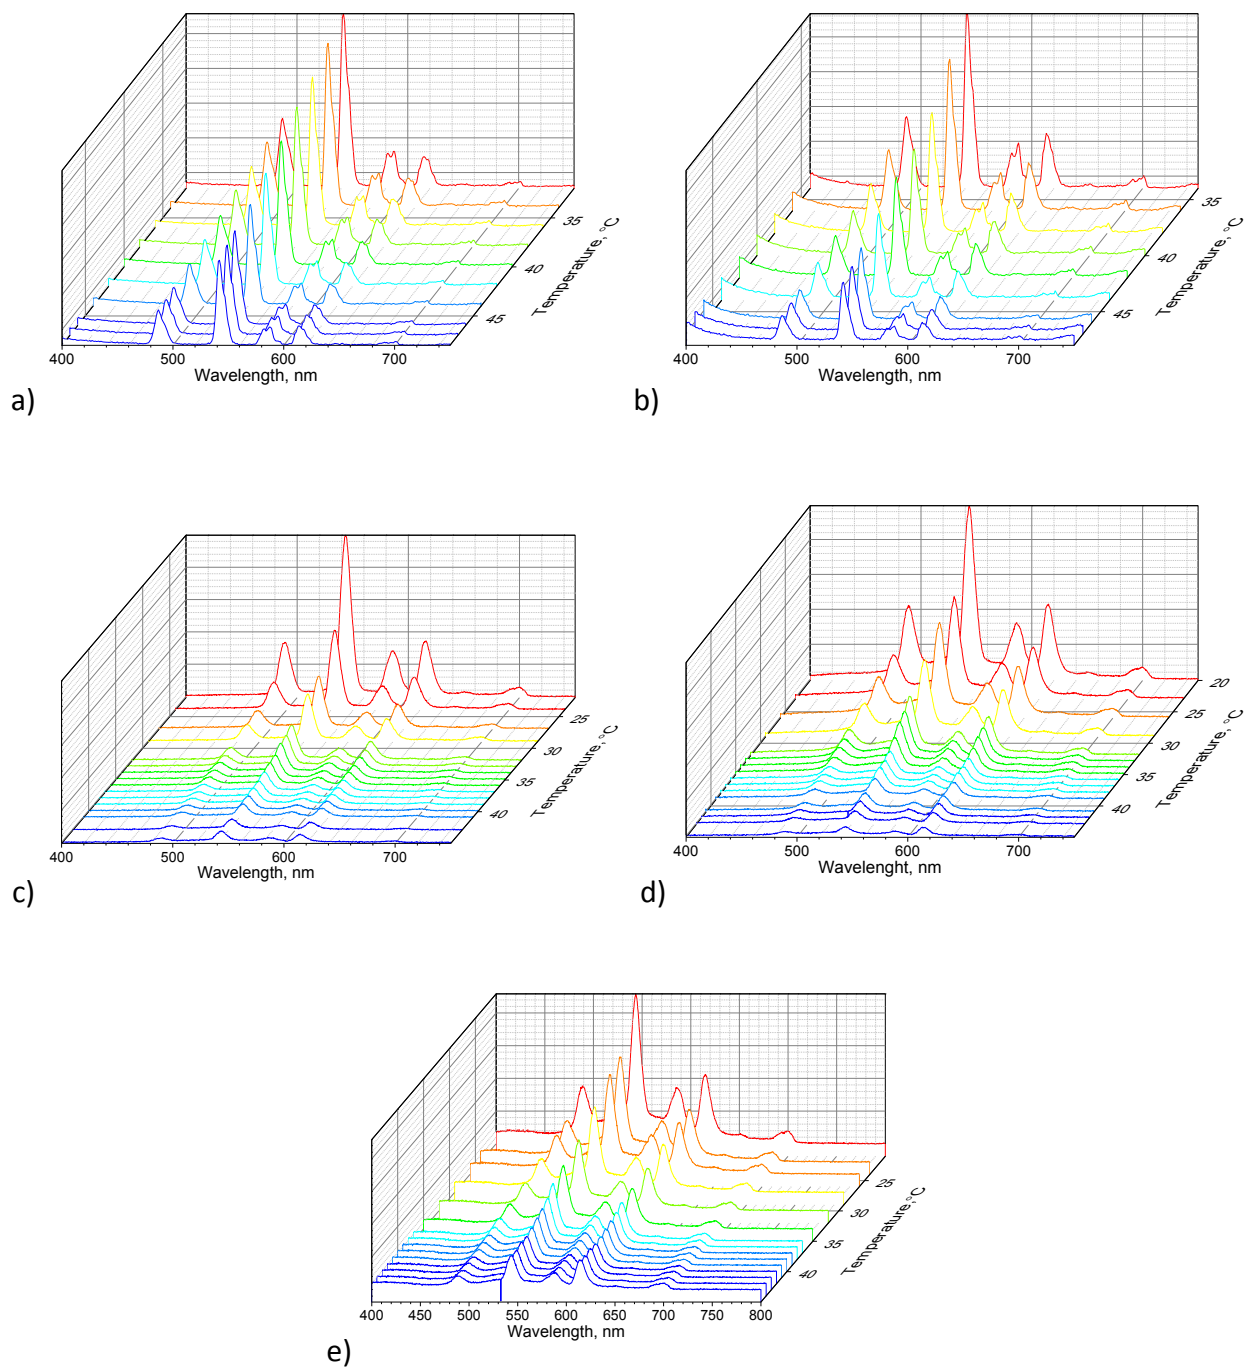 35
40
45
Temperature, °C
400 500 600 700
Wavelength, nm
a)
35
40
45
Temperature, °C
400 500 600 700
Wavelength, nm
b)
25
30
35
40
Temperature, °C
400 500 600 700
Wavelength, nm
c)
20
25
30
35
40
Temperature, °C
400 500 600 700
Wavelenght, nm
d)
25
30
35
40
Temperature,°C
400 450 500 550 600 650 700 750 800
Wavelength, nm
e)